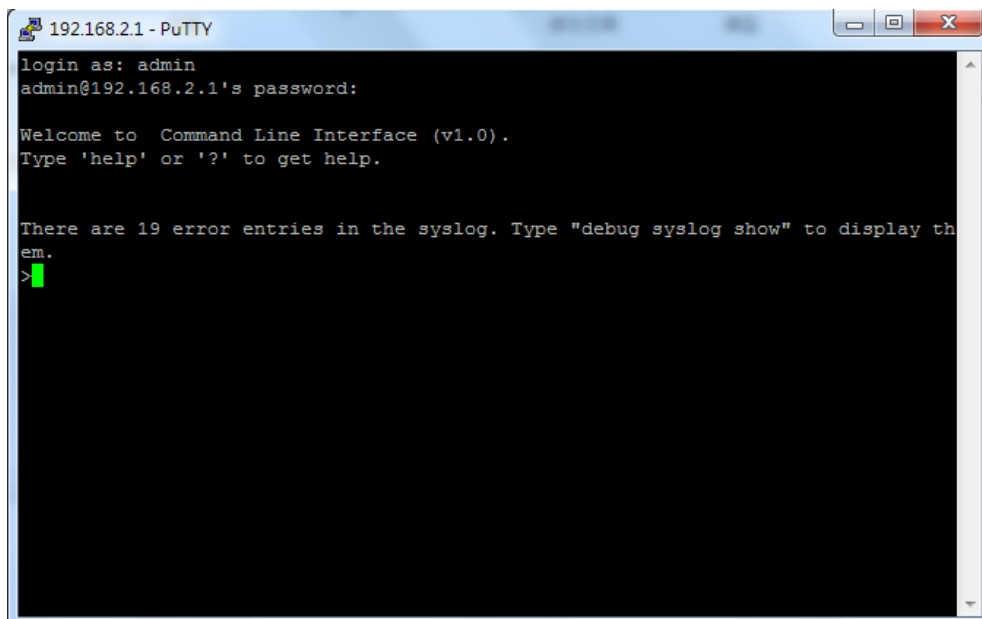 192.168.2.1 - PuTTY
login as: admin
admin@192.168.2.1's password:
Welcome to  Command Line Interface (v1.0).
Type 'help' or '?' to get help.
There are 19 error entries in the syslog. Type "debug syslog show" to display th
em.
>